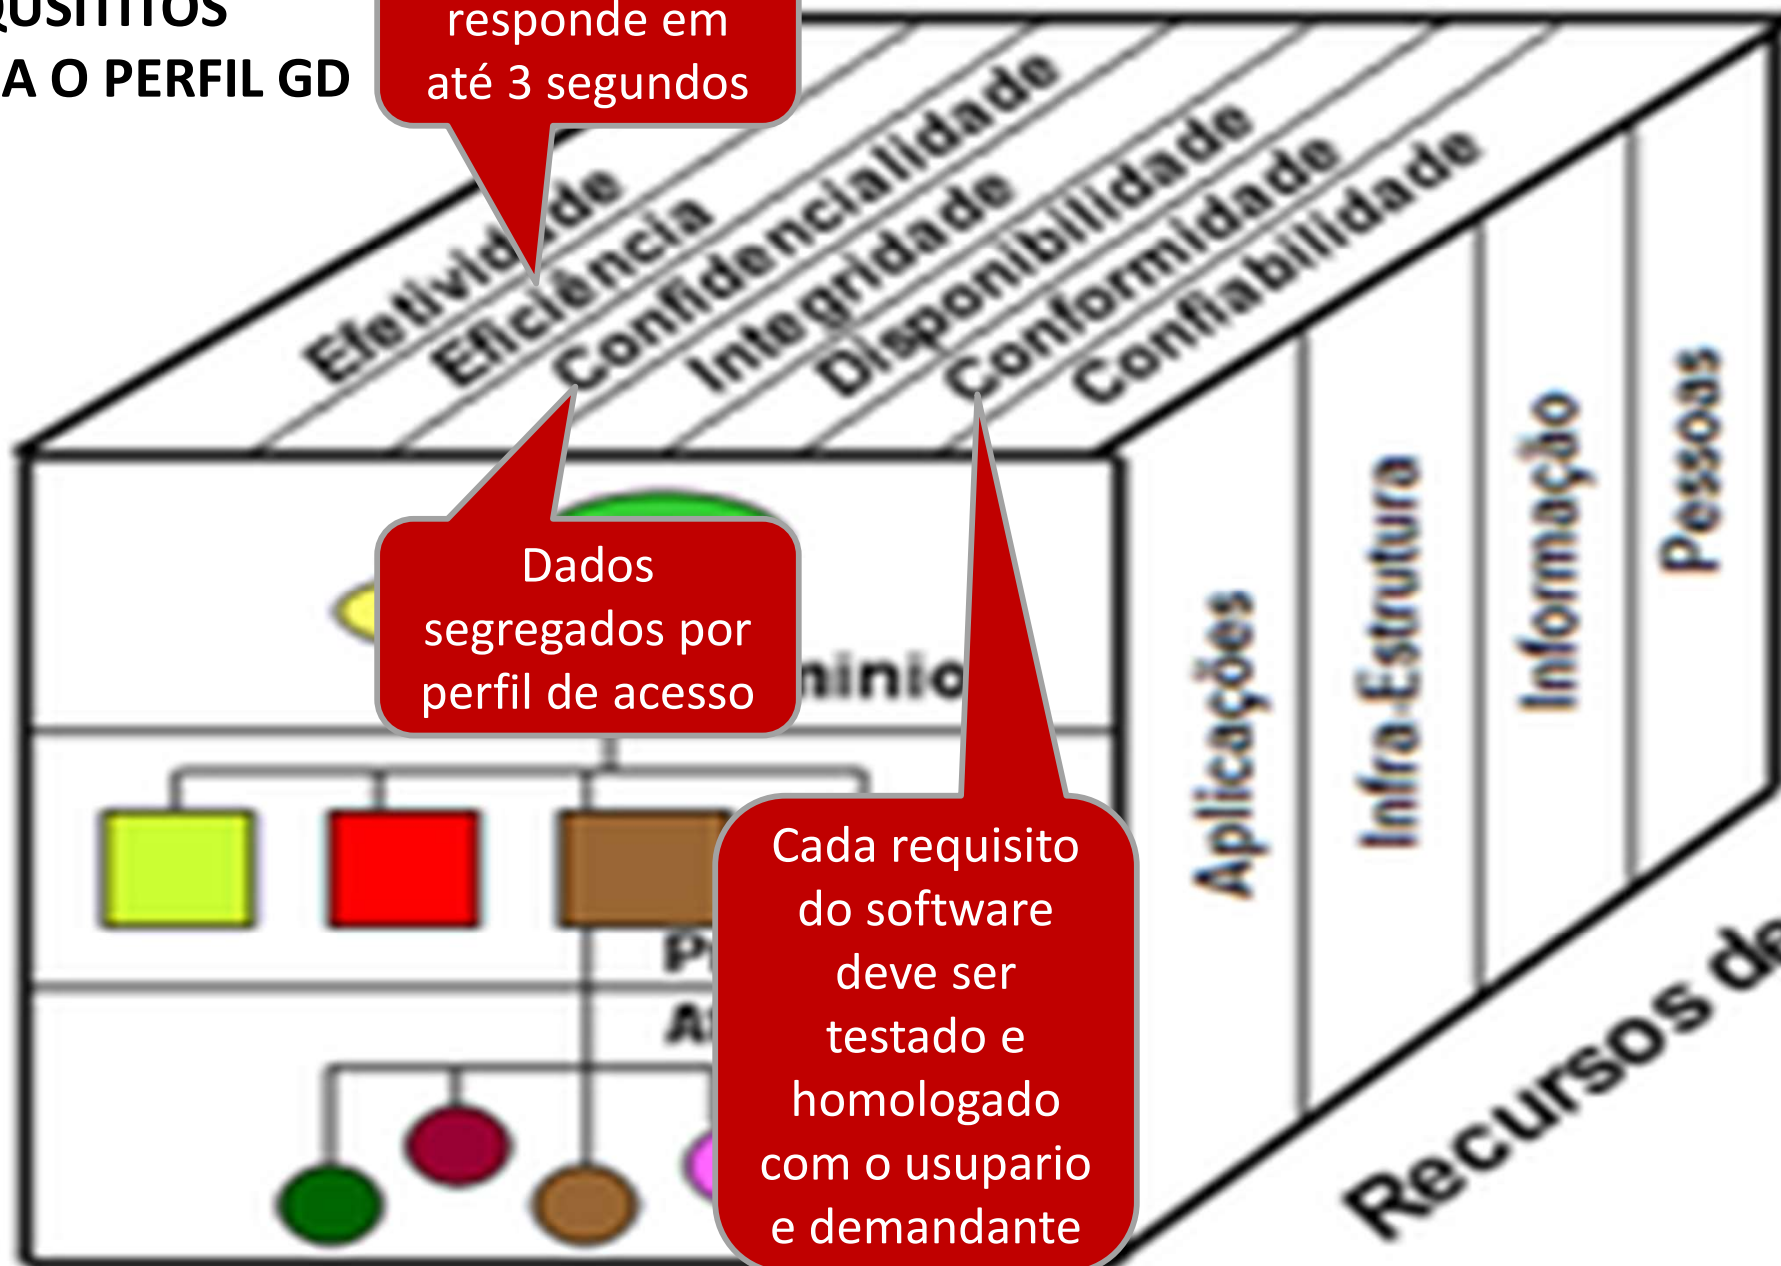 A O PERFIL GD
responde em
até 3 segundos
Efetividade
Eficiência
Confidencialidade
Integridade
Disponibilidade
Conformidade
Confiabilidade
Dados
segregados por
perfil de acesso
Cada requisito
do software
deve ser
testado e
homologado
com o usupario
e demandante
Aplicações
Infra-Estrutura
Informação
Pessoas
Recursos de